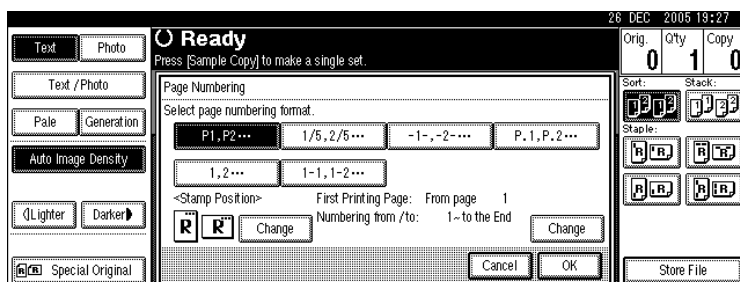 26 DEC 2005 19:27
Text Photo
Text / Photo
Pale Generation
Auto Image Density
Lighter Darker
Special Original
Ready
Press [Sample Copy] to make a single set.
Page Numbering
Select page numbering format.
P1,P2··· 1/5,2/5··· -1-,-2-··· P.1,P.2···
1,2··· 1-1,1-2···
<Stamp Position> First Printing Page: From page 1
Numbering from /to: 1~ to the End
R R Change Change
Cancel OK
Orig. Q'ty Copy
0 1 0
Sort: Stack:
Staple:
Store File